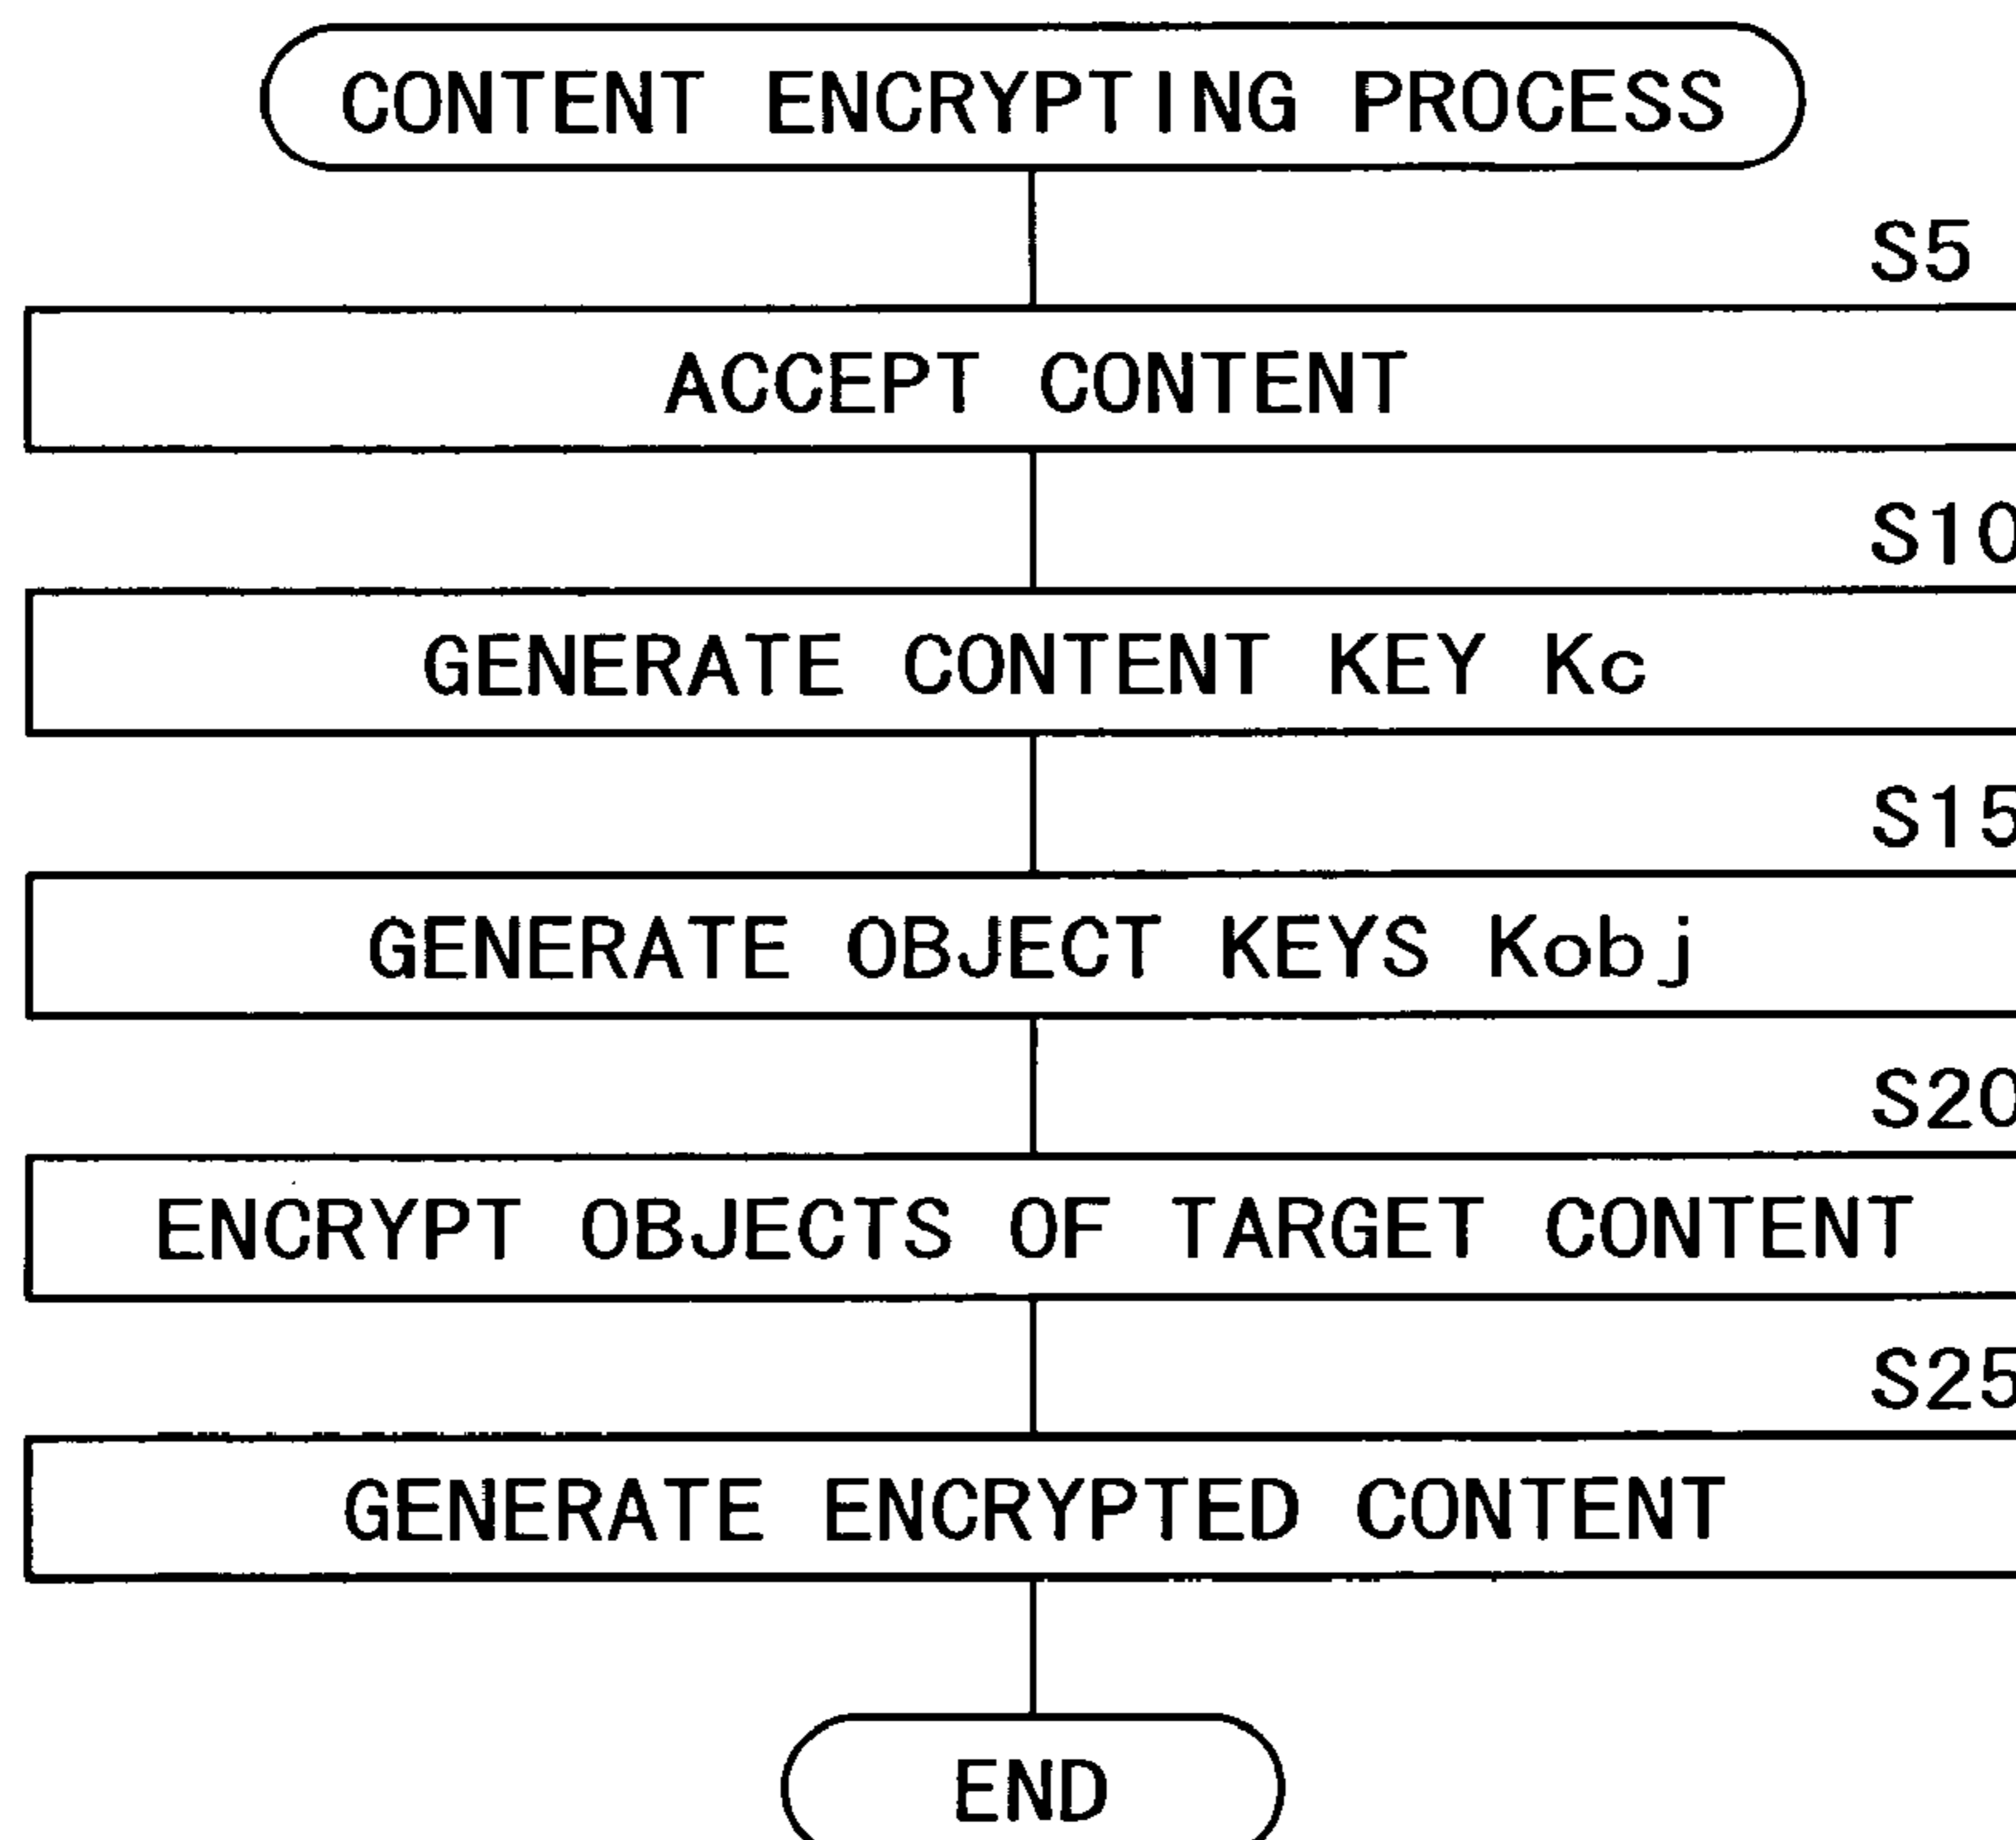 CONTENT ENCRYPTING PROCESS
S5
ACCEPT CONTENT
S10
GENERATE CONTENT KEY Kc
S15
GENERATE OBJECT KEYS Kobj
S20
ENCRYPT OBJECTS OF TARGET CONTENT
S25
GENERATE ENCRYPTED CONTENT
END